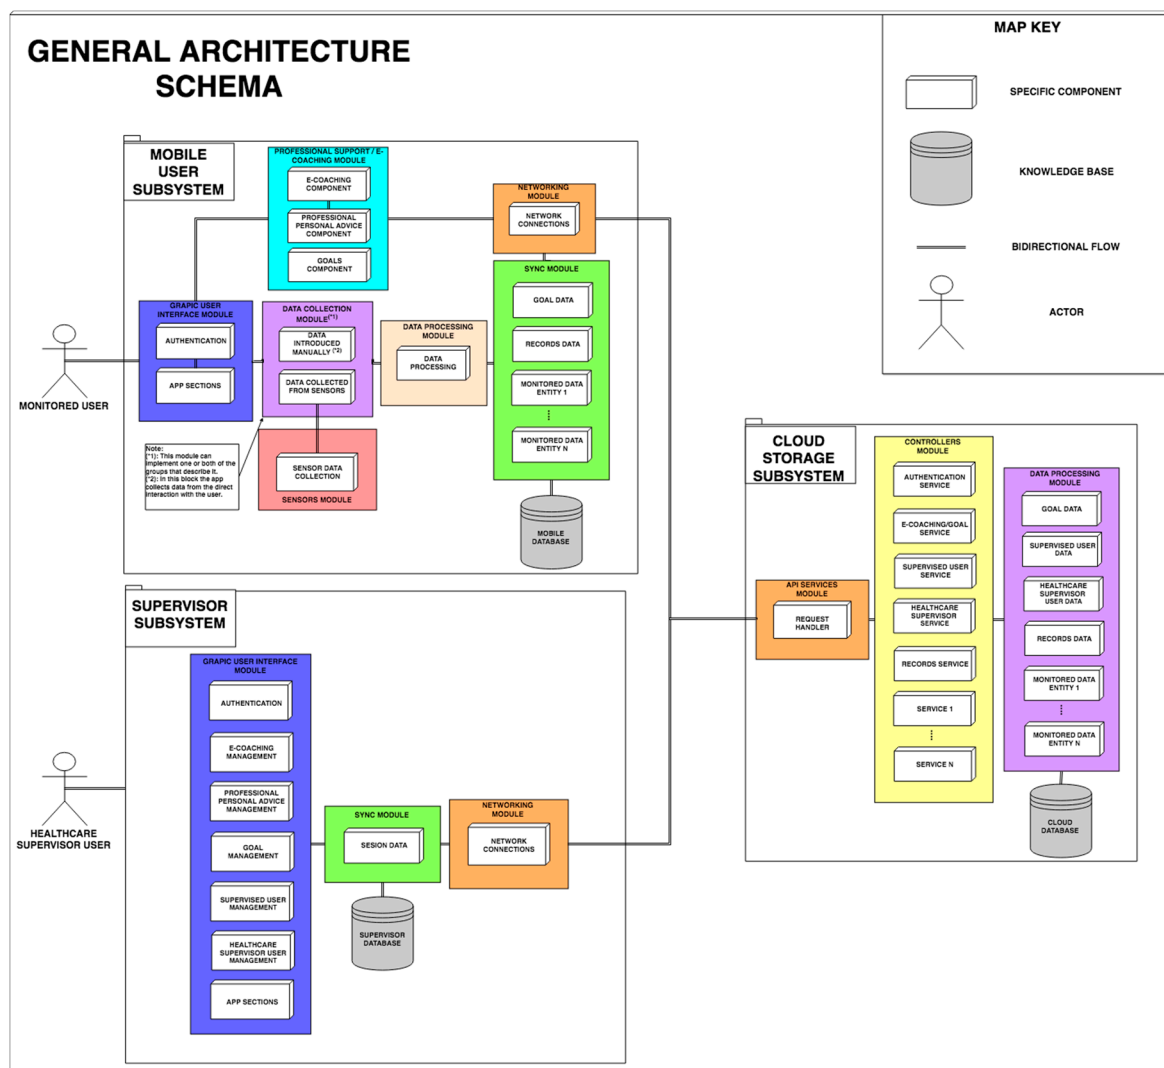 GENERAL ARCHITECTURE
SCHEMA
MAP KEY
SPECIFIC COMPONENT
KNOWLEDGE BASE
BIDIRECTIONAL FLOW
ACTOR
MOBILE
USER
SUBSYSTEM
PROFESSIONAL SUPPORT / E-
COACHING MODULE
E-COACHING
COMPONENT
PROFESSIONAL
PERSONAL ADVICE
COMPONENT
GOALS
COMPONENT
NETWORKING
MODULE
NETWORK
CONNECTIONS
SYNC MODULE
GOAL DATA
RECORDS DATA
MONITORED DATA
ENTITY 1
MONITORED DATA
ENTITY N
MOBILE
DATABASE
GRAPIC USER
INTERFACE MODULE
AUTHENTICATION
APP SECTIONS
DATA COLLECTION
MODULE(*1)
DATA
INTRODUCED
MANUALLY (*2)
DATA COLLECTED
FROM SENSORS
DATA PROCESSING
MODULE
DATA
PROCESSING
SENSOR DATA
COLLECTION
SENSORS MODULE
MONITORED USER
Note:
(*1): This module can
implement one or both of the
groups that describe it.
(*2): in this block the app
collects data from the direct
interaction with the user.
SUPERVISOR
SUBSYSTEM
GRAPIC USER INTERFACE
MODULE
AUTHENTICATION
E-COACHING
MANAGEMENT
PROFESSIONAL
PERSONAL ADVICE
MANAGEMENT
GOAL
MANAGEMENT
SUPERVISED USER
MANAGEMENT
HEALTHCARE
SUPERVISOR USER
MANAGEMENT
APP SECTIONS
HEALTHCARE
SUPERVISOR USER
SYNC MODULE
SESION DATA
SUPERVISOR
DATABASE
NETWORKING
MODULE
NETWORK
CONNECTIONS
CLOUD
STORAGE
SUBSYSTEM
API SERVICES
MODULE
REQUEST
HANDLER
CONTROLLERS
MODULE
AUTHENTICATION
SERVICE
E-COACHING/GOAL
SERVICE
SUPERVISED USER
SERVICE
HEALTHCARE
SUPERVISOR
SERVICE
RECORDS SERVICE
SERVICE 1
SERVICE N
DATA PROCESSING
MODULE
GOAL DATA
SUPERVISED USER
DATA
HEALTHCARE
SUPERVISOR
USER DATA
RECORDS DATA
MONITORED DATA
ENTITY 1
MONITORED DATA
ENTITY N
CLOUD
DATABASE